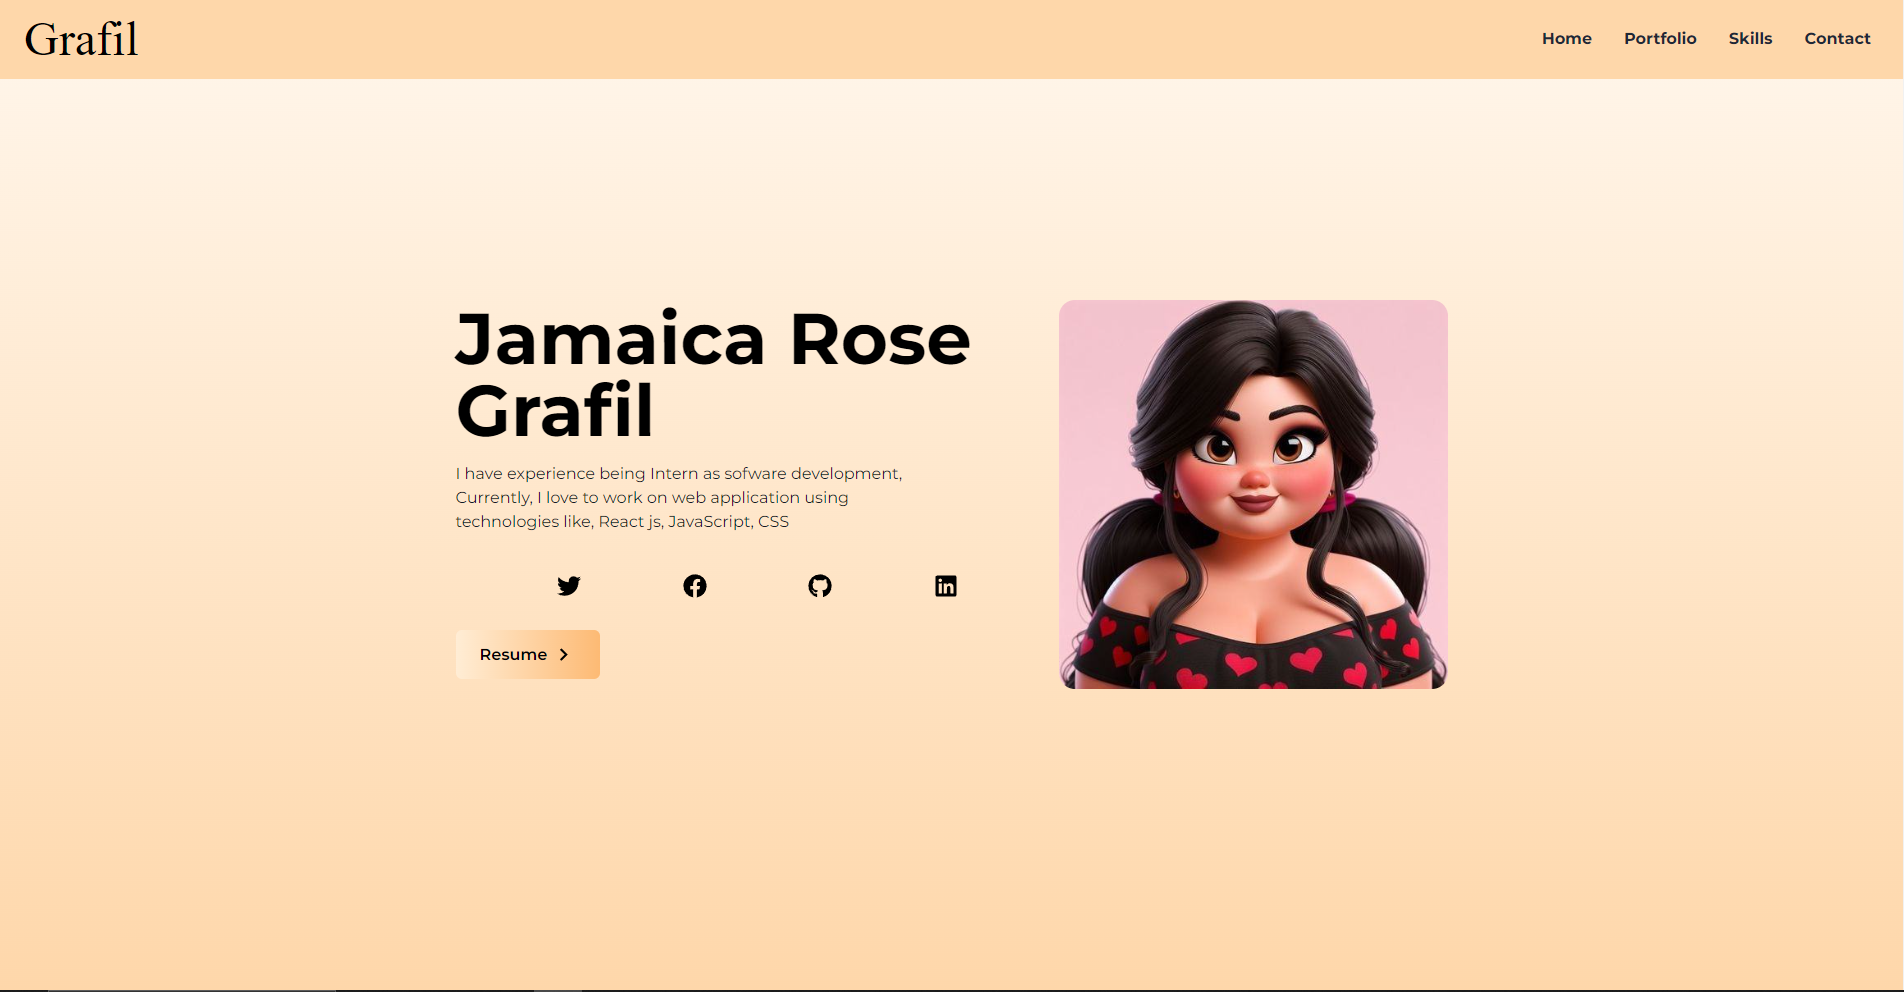 Grafil
Home Portfolio Skills Contact
Jamaica Rose
Grafil
I have experience being Intern as sofware development,
Currently, I love to work on web application using
technologies like, React js, JavaScript, CSS
Resume